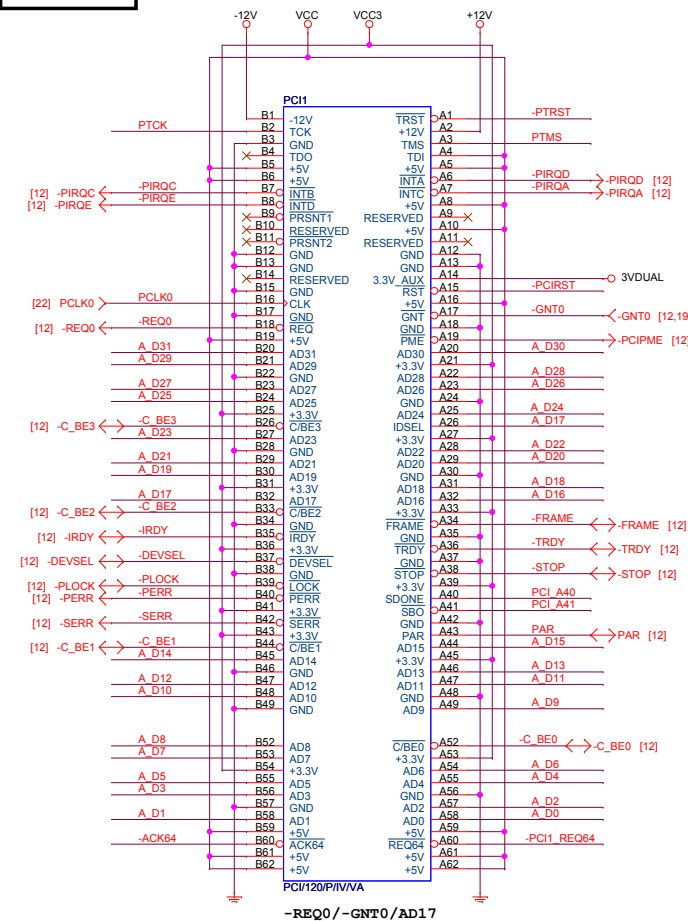 -12V VCC VCC3 +12V
PCI1
B1 -12V TRST A1 -PTRST
PTCK B2 TCK +12V A2
B3 GND TMS A3 PTMS
B4 TDO TDI A4
B5 +5V +5V A5
B6 +5V INTA A6 -PIRQD -PIRQD [12]
[12] -PIRQC -PIRQC B7 INTB INTC A7 -PIRQA -PIRQA [12]
[12] -PIRQE -PIRQE B8 INTD +5V A8
B9 PRSNT1 RESERVED A9
B10 RESERVED +5V A10
B11 PRSNT2 RESERVED A11
B12 GND GND A12
B13 GND GND A13
B14 RESERVED 3.3V_AUX A14 3VDUAL
B15 GND RST A15 -PCIRST
[22] PCLK0 PCLK0 B16 CLK +5V A16
B17 GND GNT A17 -GNT0 -GNT0 [12,19
[12] -REQ0 -REQ0 B18 REQ GND A18
B19 +5V PME A19 -PCIPME [12]
A_D31 B20 AD31 AD30 A20 A_D30
A_D29 B21 AD29 +3.3V A21
B22 GND AD28 A22 A_D28
A_D27 B23 AD27 AD26 A23 A_D26
A_D25 B24 AD25 GND A24
B25 +3.3V AD24 A25 A_D24
[12] -C_BE3 -C_BE3 B26 C/BE3 IDSEL A26 A_D17
A_D23 B27 AD23 +3.3V A27
B28 GND AD22 A28 A_D22
A_D21 B29 AD21 AD20 A29 A_D20
A_D19 B30 AD19 GND A30
B31 +3.3V AD18 A31 A_D18
A_D17 B32 AD17 AD16 A32 A_D16
[12] -C_BE2 -C_BE2 B33 C/BE2 +3.3V A33
B34 GND FRAME A34 -FRAME -FRAME [12]
[12] -IRDY -IRDY B35 IRDY GND A35
B36 +3.3V TRDY A36 -TRDY -TRDY [12]
[12] -DEVSEL -DEVSEL B37 DEVSEL GND A37
B38 GND STOP A38 -STOP -STOP [12]
[12] -PLOCK -PLOCK B39 LOCK +3.3V A39
[12] -PERR -PERR B40 PERR SDONE A40 PCI_A40
B41 +3.3V SBO A41 PCI_A41
[12] -SERR -SERR B42 SERR GND A42
B43 +3.3V PAR A43 PAR PAR [12]
[12] -C_BE1 -C_BE1 B44 C/BE1 AD15 A44 A_D15
A_D14 B45 AD14 +3.3V A45
B46 GND AD13 A46 A_D13
A_D12 B47 AD12 AD11 A47 A_D11
A_D10 B48 AD10 GND A48
B49 GND AD9 A49 A_D9
A_D8 B52 AD8 C/BE0 A52 -C_BE0 -C_BE0 [12]
A_D7 B53 AD7 +3.3V A53
B54 +3.3V AD6 A54 A_D6
A_D5 B55 AD5 AD4 A55 A_D4
A_D3 B56 AD3 GND A56
B57 GND AD2 A57 A_D2
A_D1 B58 AD1 AD0 A58 A_D0
B59 +5V +5V A59
-ACK64 B60 ACK64 REQ64 A60 -PCI1_REQ64
B61 +5V +5V A61
B62 +5V +5V A62
PCI/120/P/IV/VA
-REQ0/-GNT0/AD17